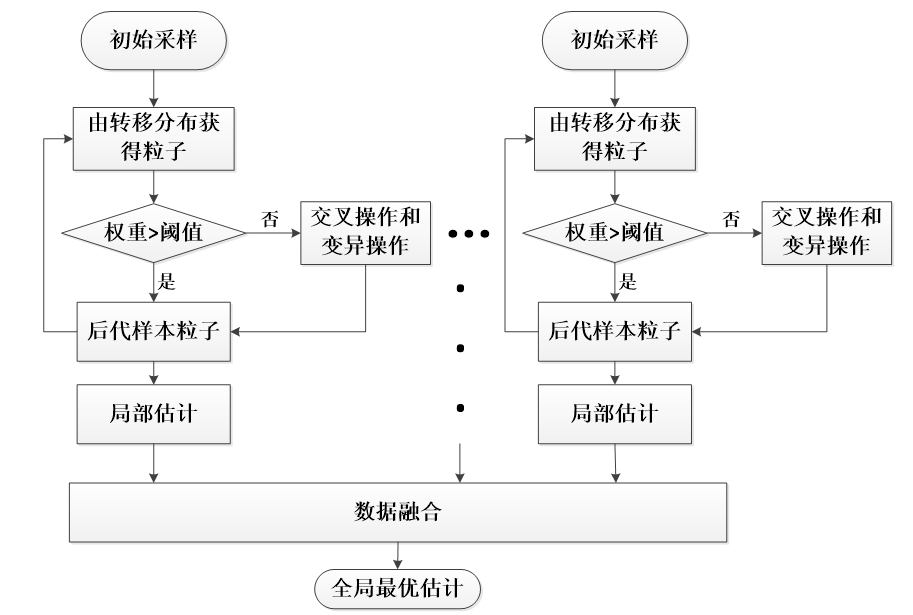 初始采样
由转移分布获
得粒子
权重>阈值
否
交叉操作和
变异操作
是
后代样本粒子
局部估计
初始采样
由转移分布获
得粒子
权重>阈值
否
交叉操作和
变异操作
是
后代样本粒子
局部估计
数据融合
全局最优估计